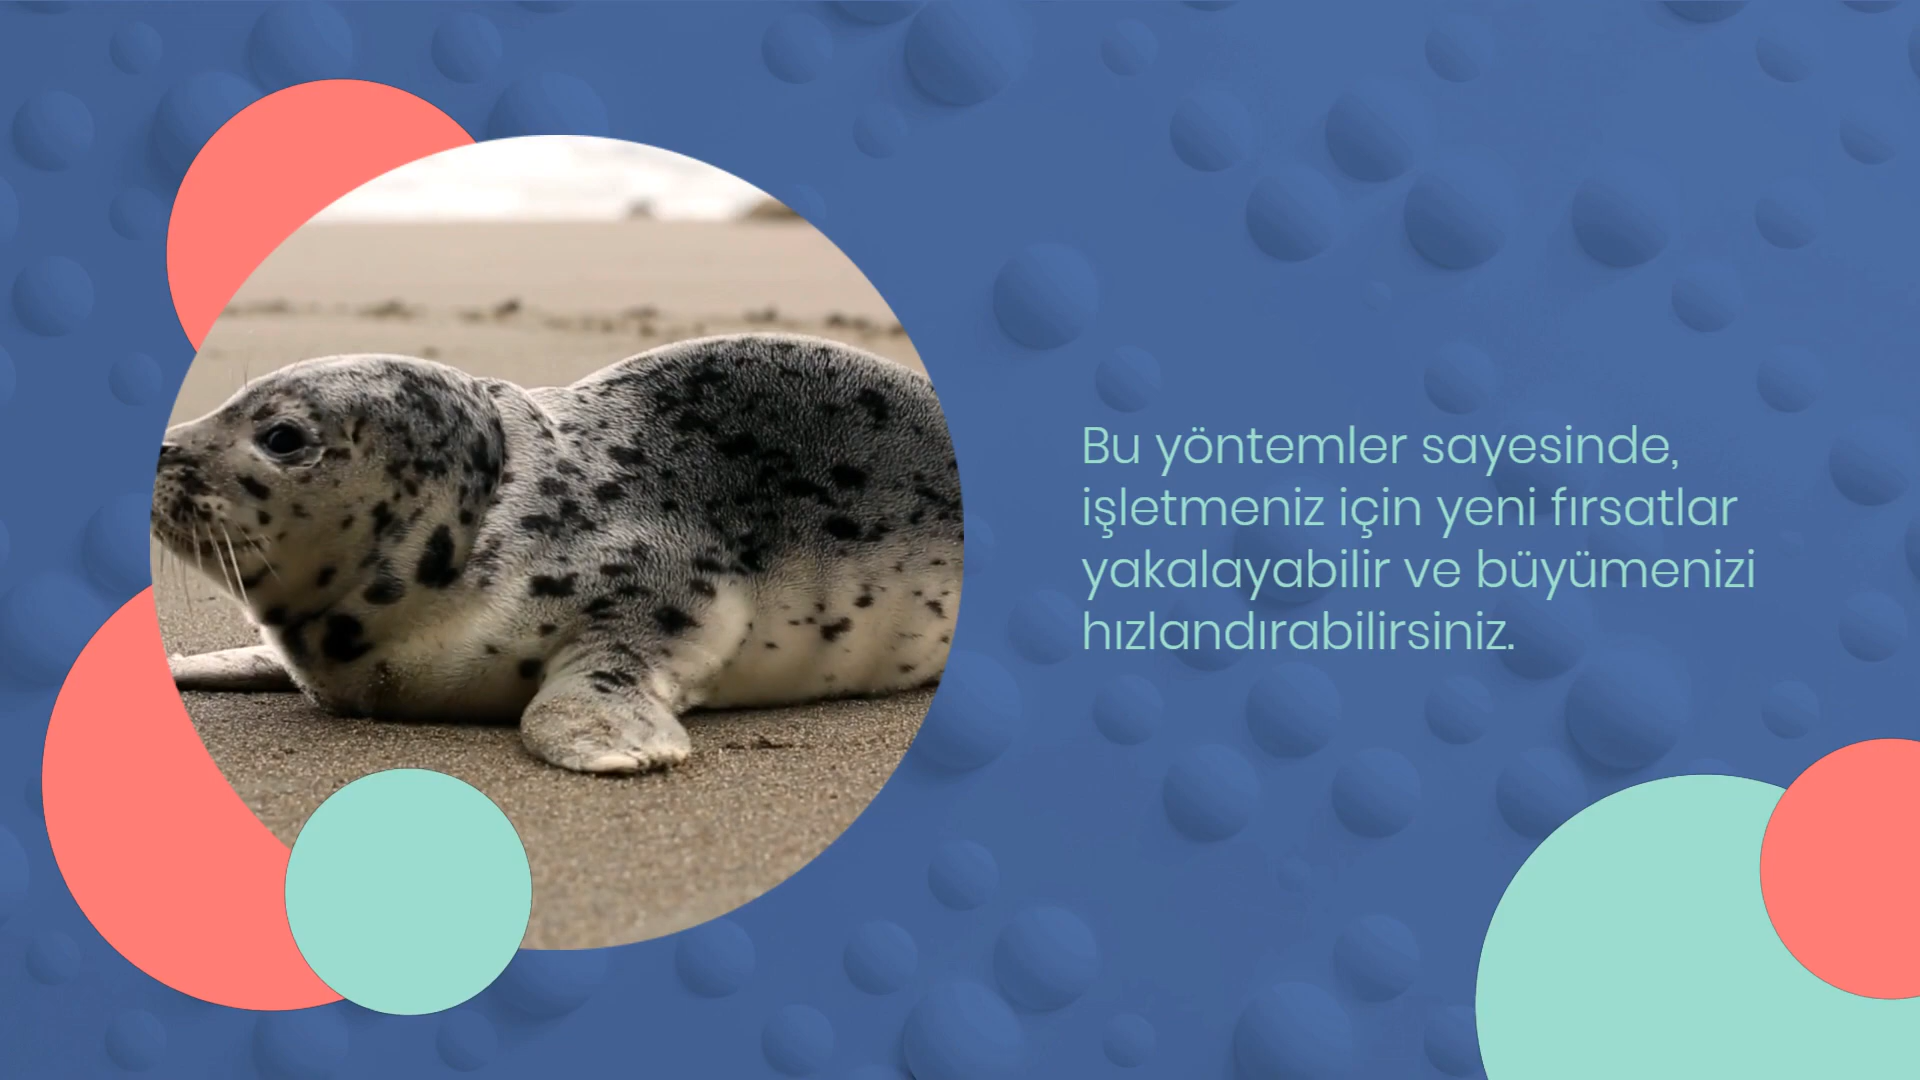 Bu yöntemler sayesinde,
işletmeniz için yeni fırsatlar
yakalayabilir ve büyümenizi
hızlandırabilirsiniz.